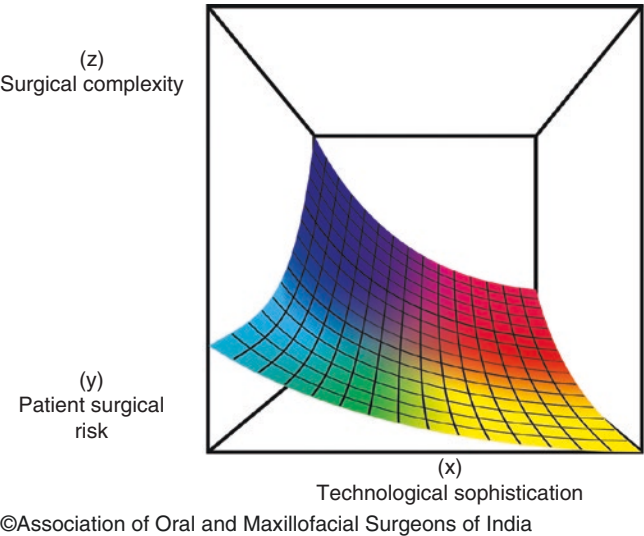 (z)
Surgical complexity
(y)
Patient surgical
risk
(x)
Technological sophistication
©Association of Oral and Maxillofacial Surgeons of India